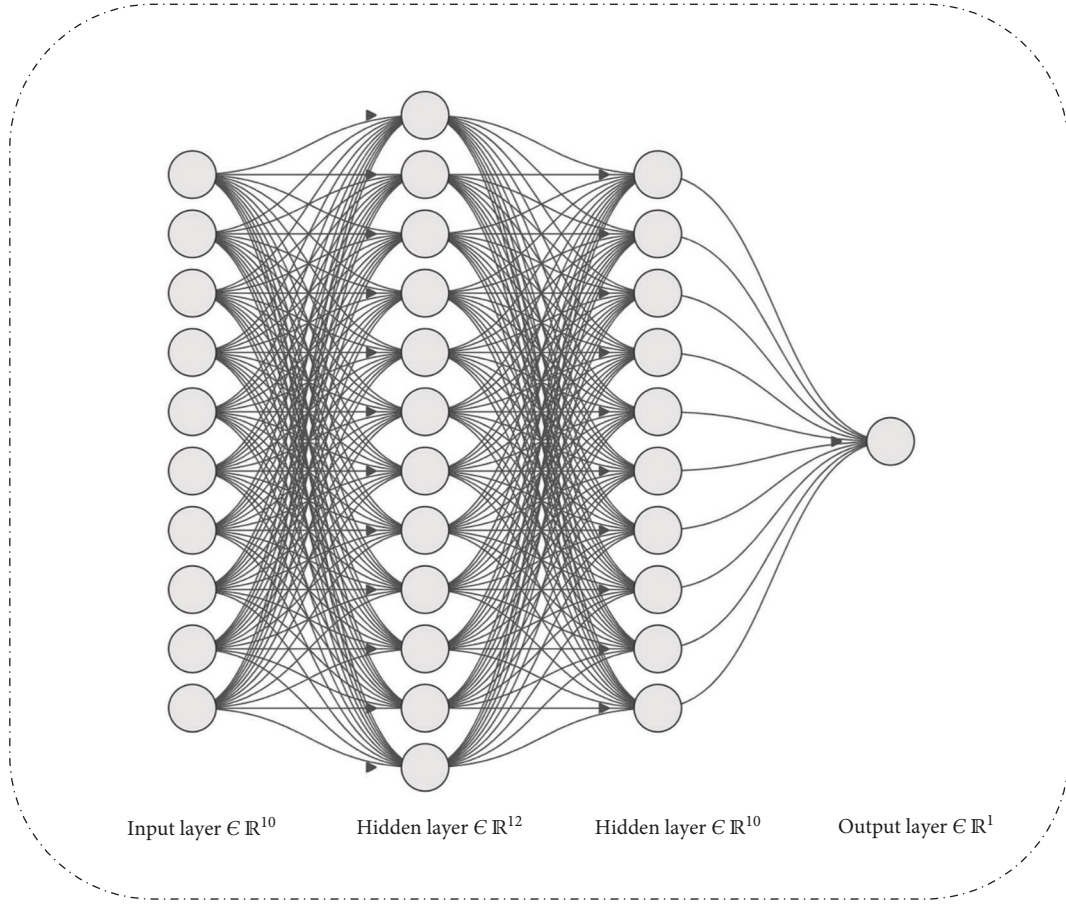 Input layer ∈ ℝ¹⁰
Hidden layer ∈ ℝ¹²
Hidden layer ∈ ℝ¹⁰
Output layer ∈ ℝ¹